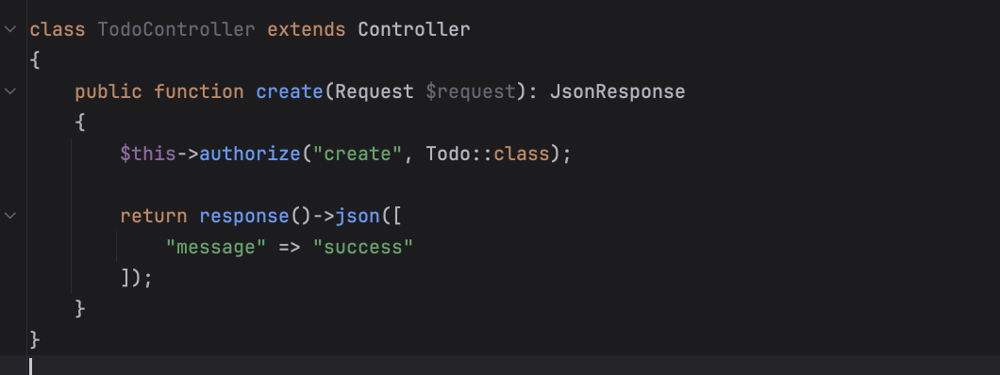 class TodoController extends Controller
{
    public function create(Request $request): JsonResponse
    {
        $this->authorize("create", Todo::class);

        return response()->json([
            "message" => "success"
        ]);
    }
}